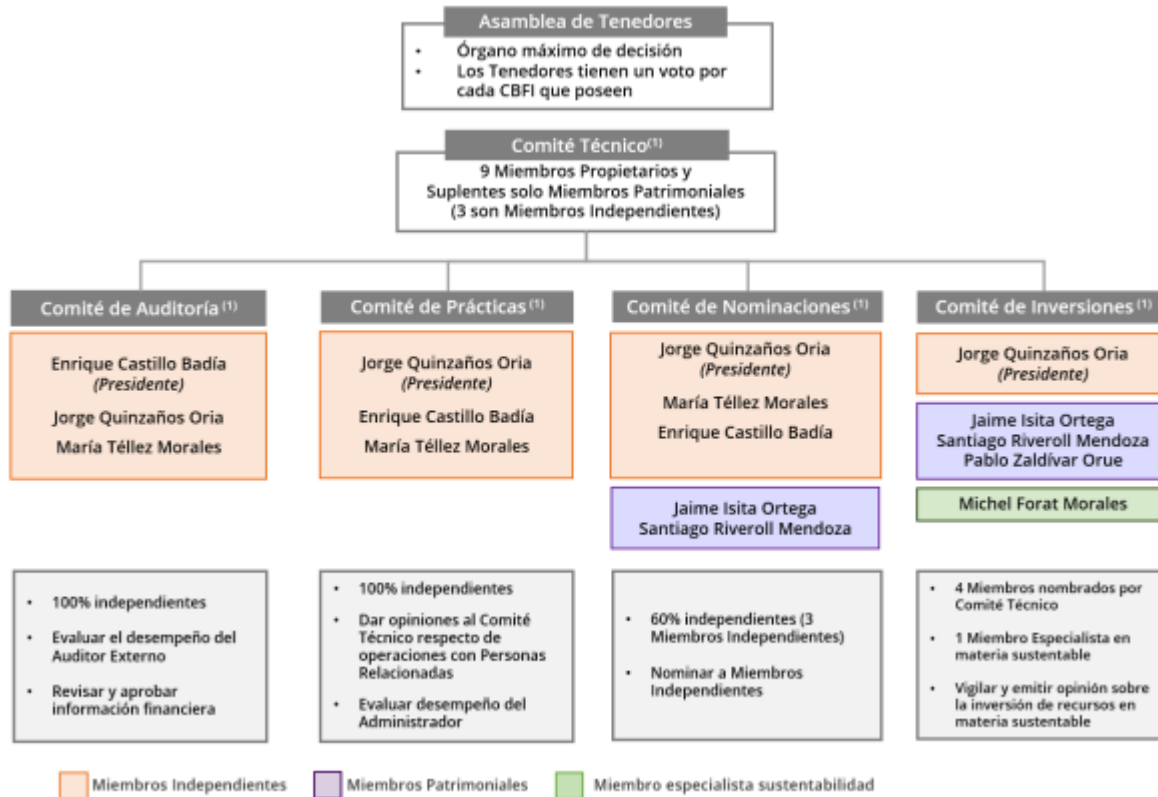 Asamblea de Tenedores
• Órgano máximo de decisión
• Los Tenedores tienen un voto por
cada CBFI que poseen
Comité Técnico(1)
9 Miembros Propietarios y
Suplentes solo Miembros Patrimoniales
(3 son Miembros Independientes)
Comité de Auditoría (1)
Enrique Castillo Badía
(Presidente)
Jorge Quinzaños Oria
María Téllez Morales
• 100% independientes
• Evaluar el desempeño del
Auditor Externo
• Revisar y aprobar
información financiera
Comité de Prácticas (1)
Jorge Quinzaños Oria
(Presidente)
Enrique Castillo Badía
María Téllez Morales
• 100% independientes
• Dar opiniones al Comité
Técnico respecto de
operaciones con Personas
Relacionadas
• Evaluar desempeño del
Administrador
Comité de Nominaciones (1)
Jorge Quinzaños Oria
(Presidente)
María Téllez Morales
Enrique Castillo Badía
Jaime Isita Ortega
Santiago Riveroll Mendoza
• 60% independientes (3
Miembros Independientes)
• Nominar a Miembros
Independientes
Comité de Inversiones (1)
Jorge Quinzaños Oria
(Presidente)
Jaime Isita Ortega
Santiago Riveroll Mendoza
Pablo Zaldívar Orue
Michel Forat Morales
• 4 Miembros nombrados por
Comité Técnico
• 1 Miembro Especialista en
materia sustentable
• Vigilar y emitir opinión sobre
la inversión de recursos en
materia sustentable
Miembros Independientes
Miembros Patrimoniales
Miembro especialista sustentabilidad